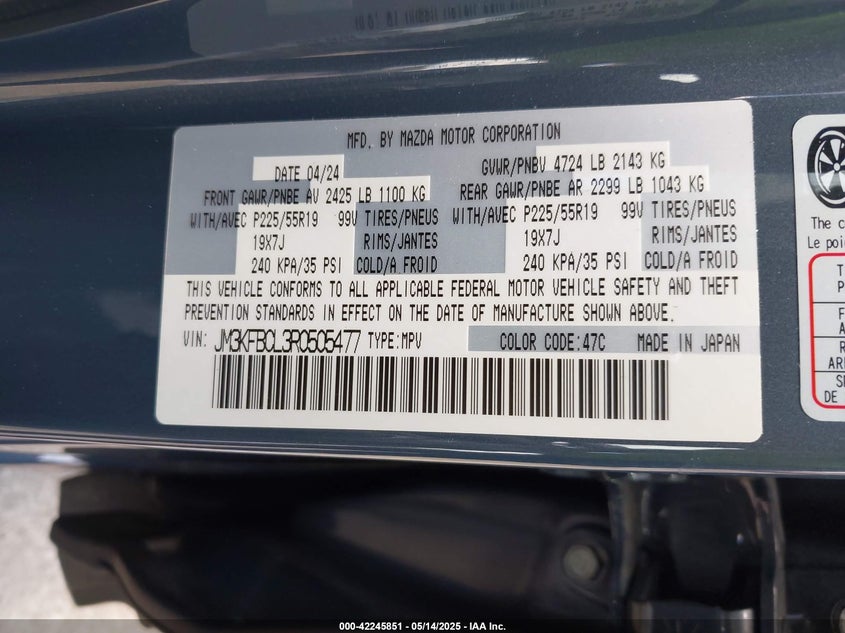 MFD. BY MAZDA MOTOR CORPORATION
DATE 04/24
GVWR/PNBV 4724 LB 2143 KG
FRONT GAWR/PNBE AV 2425 LB 1100 KG
REAR GAWR/PNBE AR 2299 LB 1043 KG
WITH/AVEC P225/55R19 99V TIRES/PNEUS
WITH/AVEC P225/55R19 99V TIRES/PNEUS
19X7J RIMS/JANTES
19X7J RIMS/JANTES
240 KPA/35 PSI COLD/A FROID
240 KPA/35 PSI COLD/A FROID
THIS VEHICLE CONFORMS TO ALL APPLICABLE FEDERAL MOTOR VEHICLE SAFETY AND THEFT
PREVENTION STANDARDS IN EFFECT ON THE DATE OF MANUFACTURE SHOWN ABOVE.
VIN: JM3KFBCL3R0505477 TYPE:MPV COLOR CODE:47C MADE IN JAPAN
The c
Le poi
DE
000-42245851 - 05/14/2025 - IAA Inc.